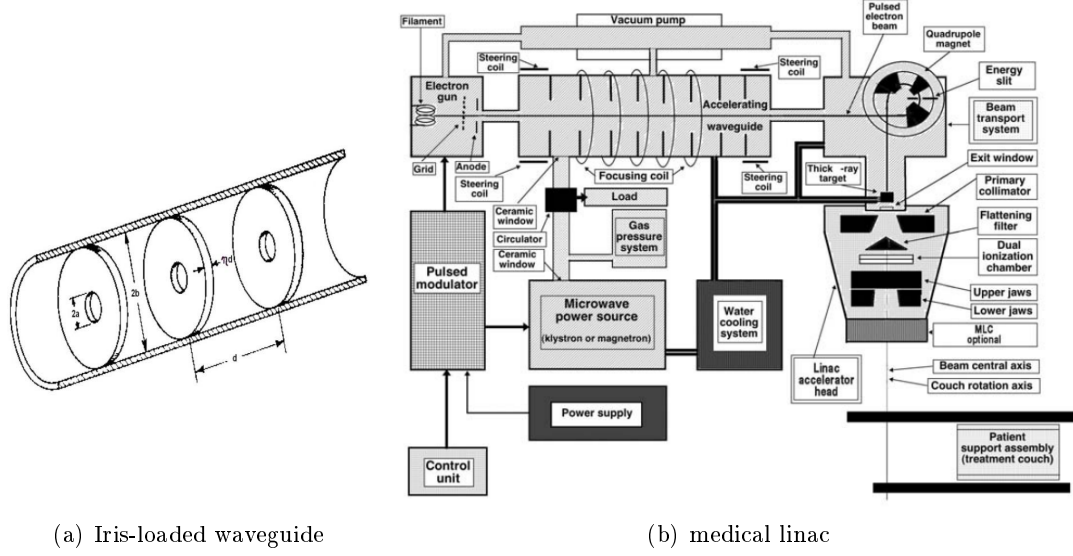 Filament
Vacuum pump
Pulsed
electron
beam
Quadrupole
magnet
Steering
coil
Steering
coil
Energy
slit
Electron
gun
Accelerating
waveguide
Beam
transport
system
Grid
Anode
Steering
coil
Focusing coil
Steering
coil
Thick -ray
target
Exit window
Primary
collimator
Ceramic
window
Load
Circulator
Gas
pressure
system
Ceramic
window
Flattening
filter
Dual
ionization
chamber
Pulsed
modulator
Microwave
power source
(klystron or magnetron)
Water
cooling
system
Upper jaws
Lower jaws
MLC
optional
Linac
accelerator
head
Beam central axis
Couch rotation axis
Power supply
Control
unit
Patient
support assembly
(treatment couch)
2a
2b
ηd
d
(a) Iris-loaded waveguide
(b) medical linac